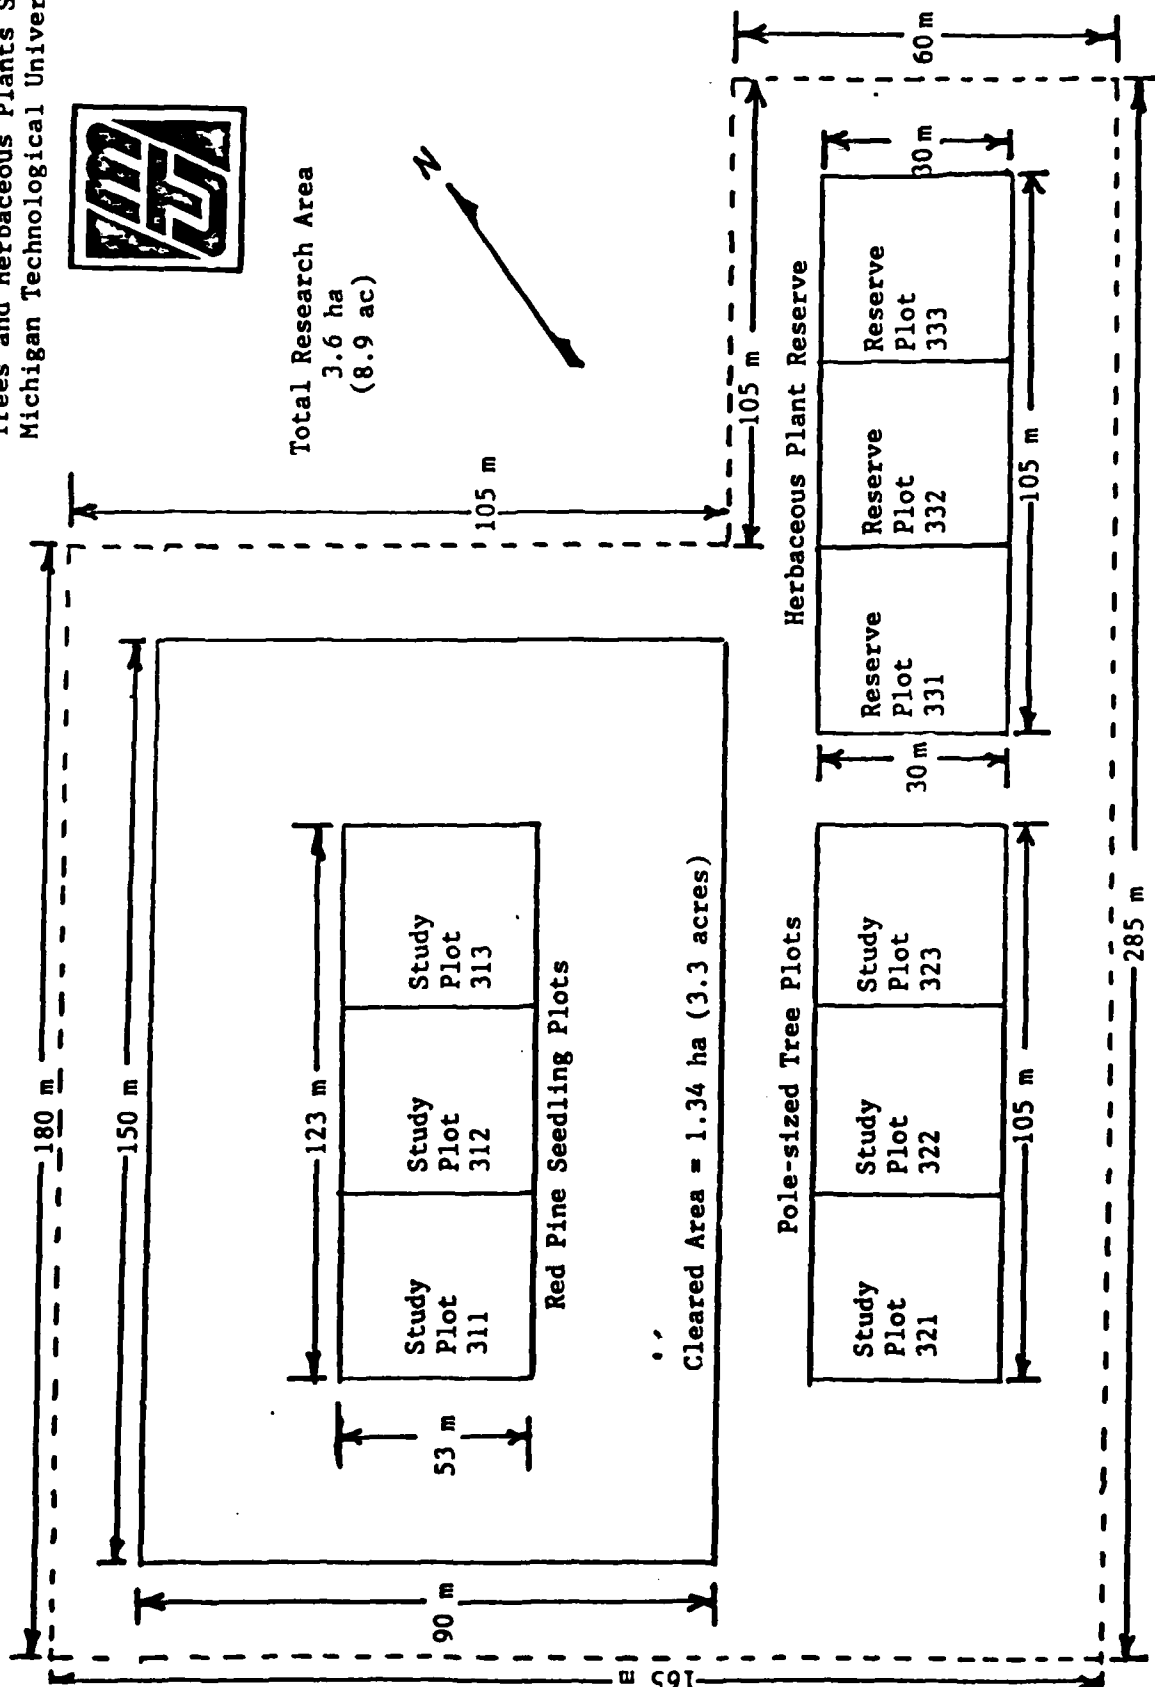 Trees and Herbaceous Plants
Michigan Technological
Total Research Area
3.6 ha
(8.9 ac)
N
180 m
150 m
105 m
123 m
Study
Plot
311
Study
Plot
312
Study
Plot
313
53 m
Red Pine Seedling Plots
90 m
Cleared Area = 1.34 ha (3.3 acres)
105 m
60 m
165 m
Pole-sized Tree Plots
Study
Plot
321
Study
Plot
322
Study
Plot
323
105 m
Herbaceous Plant Reserve
30 m
Reserve
Plot
331
Reserve
Plot
332
Reserve
Plot
333
30 m
105 m
285 m